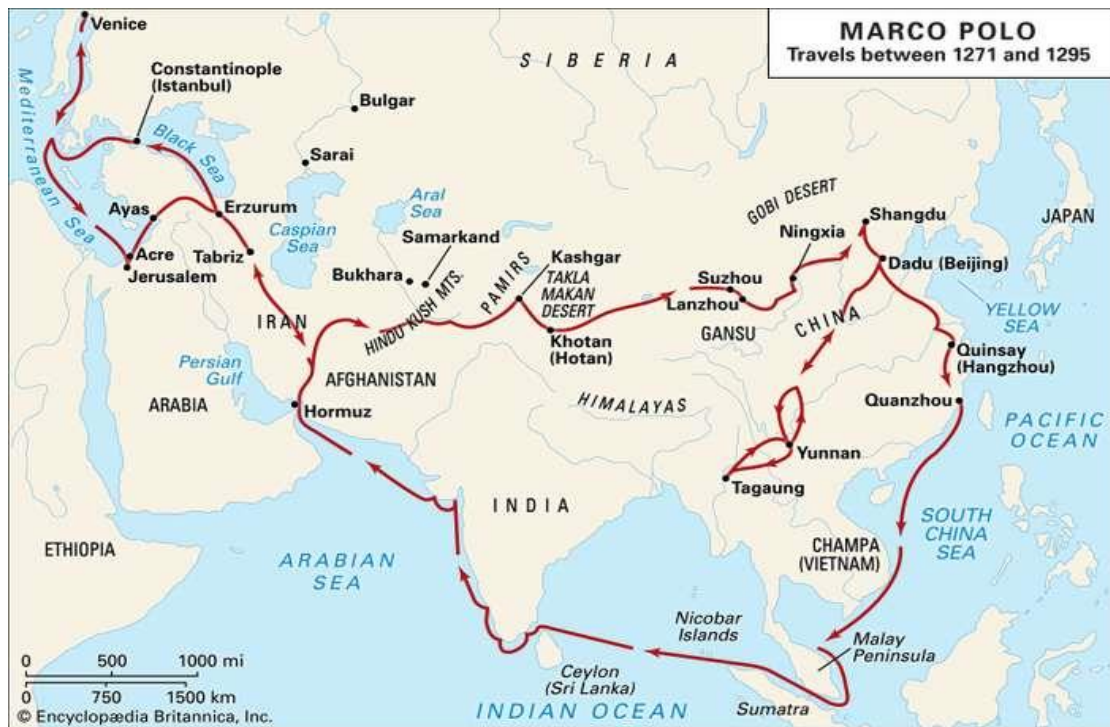 MARCO POLO
Travels between 1271 and 1295
Venice
Constantinople
(Istanbul)
Mediterranean Sea
Black Sea
Bulgar
Sarai
SIBERIA
Aral
Sea
Caspian
Sea
Samarkand
Bukhara
Ayas
Erzurum
Acre
Jerusalem
Tabriz
IRAN
HINDU KUSH MTS.
PAMIRS
Kashgar
TAKLA
MAKAN
DESERT
Khotan
(Hotan)
GOBI DESERT
Suzhou
Lanzhou
Ningxia
GANSU
CHINA
Shangdu
Dadu (Beijing)
JAPAN
YELLOW
SEA
Quinsay
(Hangzhou)
Quanzhou
PACIFIC
OCEAN
Persian
Gulf
ARABIA
Hormuz
AFGHANISTAN
HIMALAYAS
Yunnan
Tagaung
INDIA
ETHIOPIA
ARABIAN
SEA
CHAMPA
(VIETNAM)
SOUTH
CHINA
SEA
Nicobar
Islands
Malay
Peninsula
Ceylon
(Sri Lanka)
Sumatra
INDIAN OCEAN
0 500 1000 mi
0 750 1500 km
© Encyclopædia Britannica, Inc.